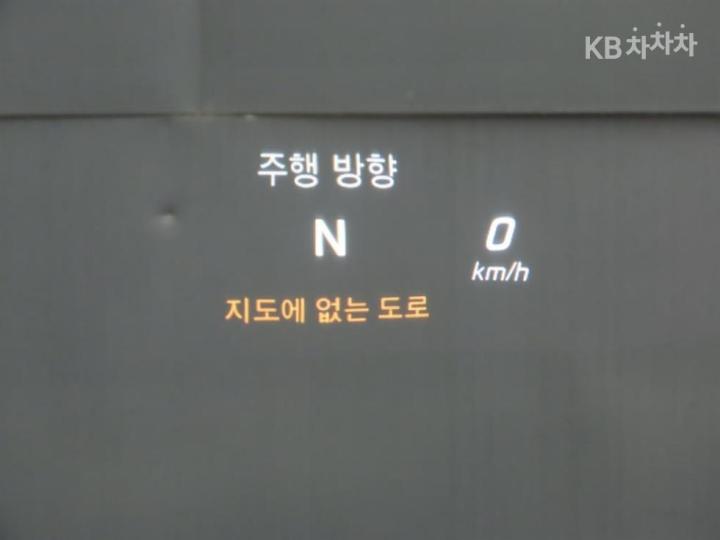 KB차차차
주행 방향
N
0
km/h
지도에 없는 도로